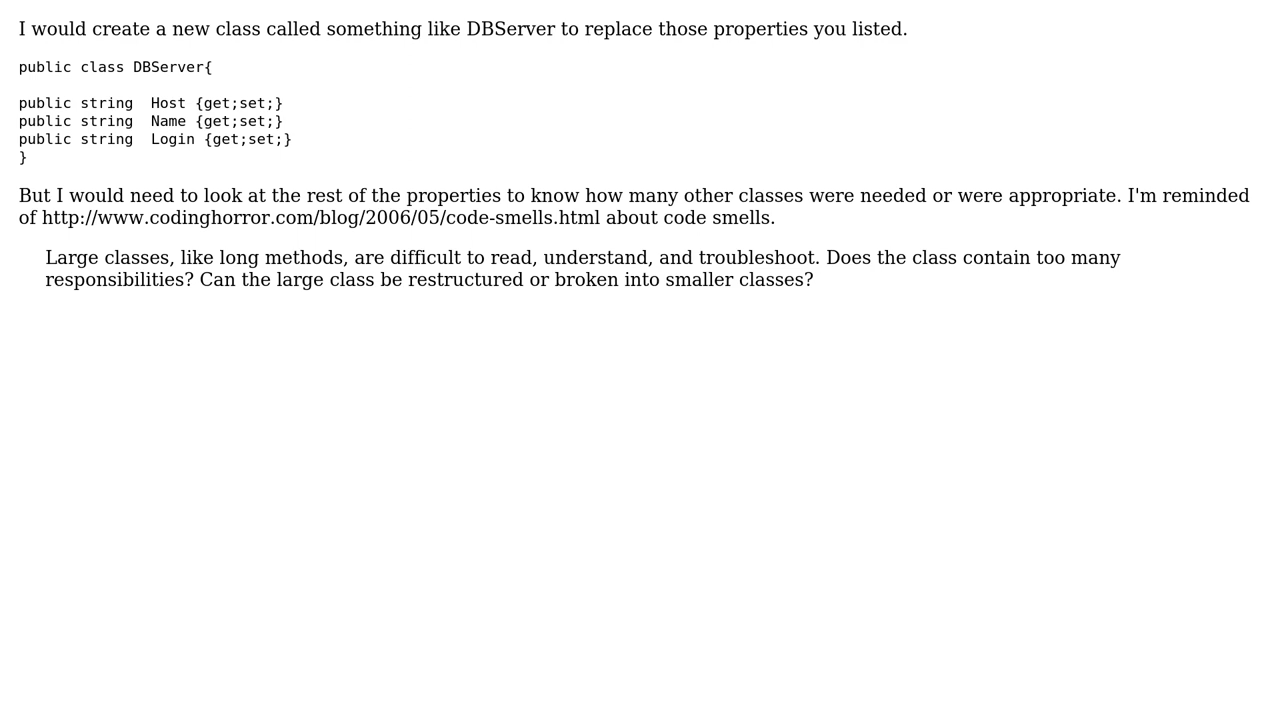 I would create a new class called something like DBServer to replace those properties you listed.
public class DBServer{
public string  Host {get;set;}
public string  Name {get;set;}
public string  Login {get;set;}
}
But I would need to look at the rest of the properties to know how many other classes were needed or were appropriate. I'm reminded
of http://www.codinghorror.com/blog/2006/05/code-smells.html about code smells.
Large classes, like long methods, are difficult to read, understand, and troubleshoot. Does the class contain too many
responsibilities? Can the large class be restructured or broken into smaller classes?